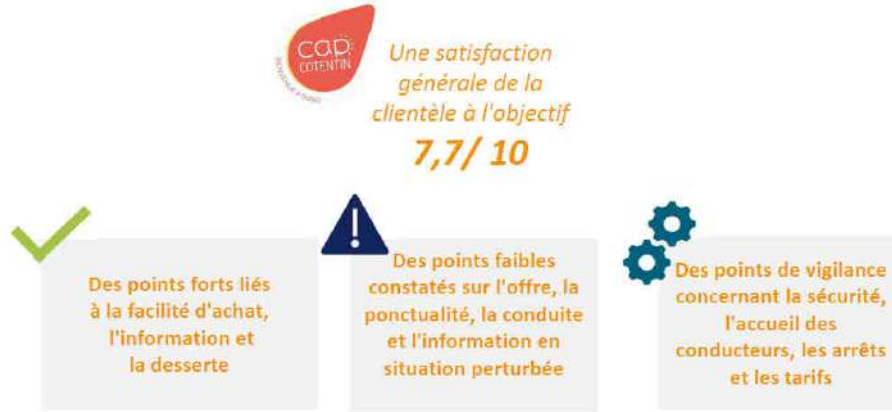 cap
COTENTIN
Une satisfaction
générale de la
clientèle à l'objectif
7,7/ 10
Des points forts liés
à la facilité d'achat,
l'information et
la desserte
Des points faibles
constatés sur l'offre, la
ponctualité, la conduite
et l'information en
situation perturbée
Des points de vigilance
concernant la sécurité,
l'accueil des
conducteurs, les arrêts
et les tarifs